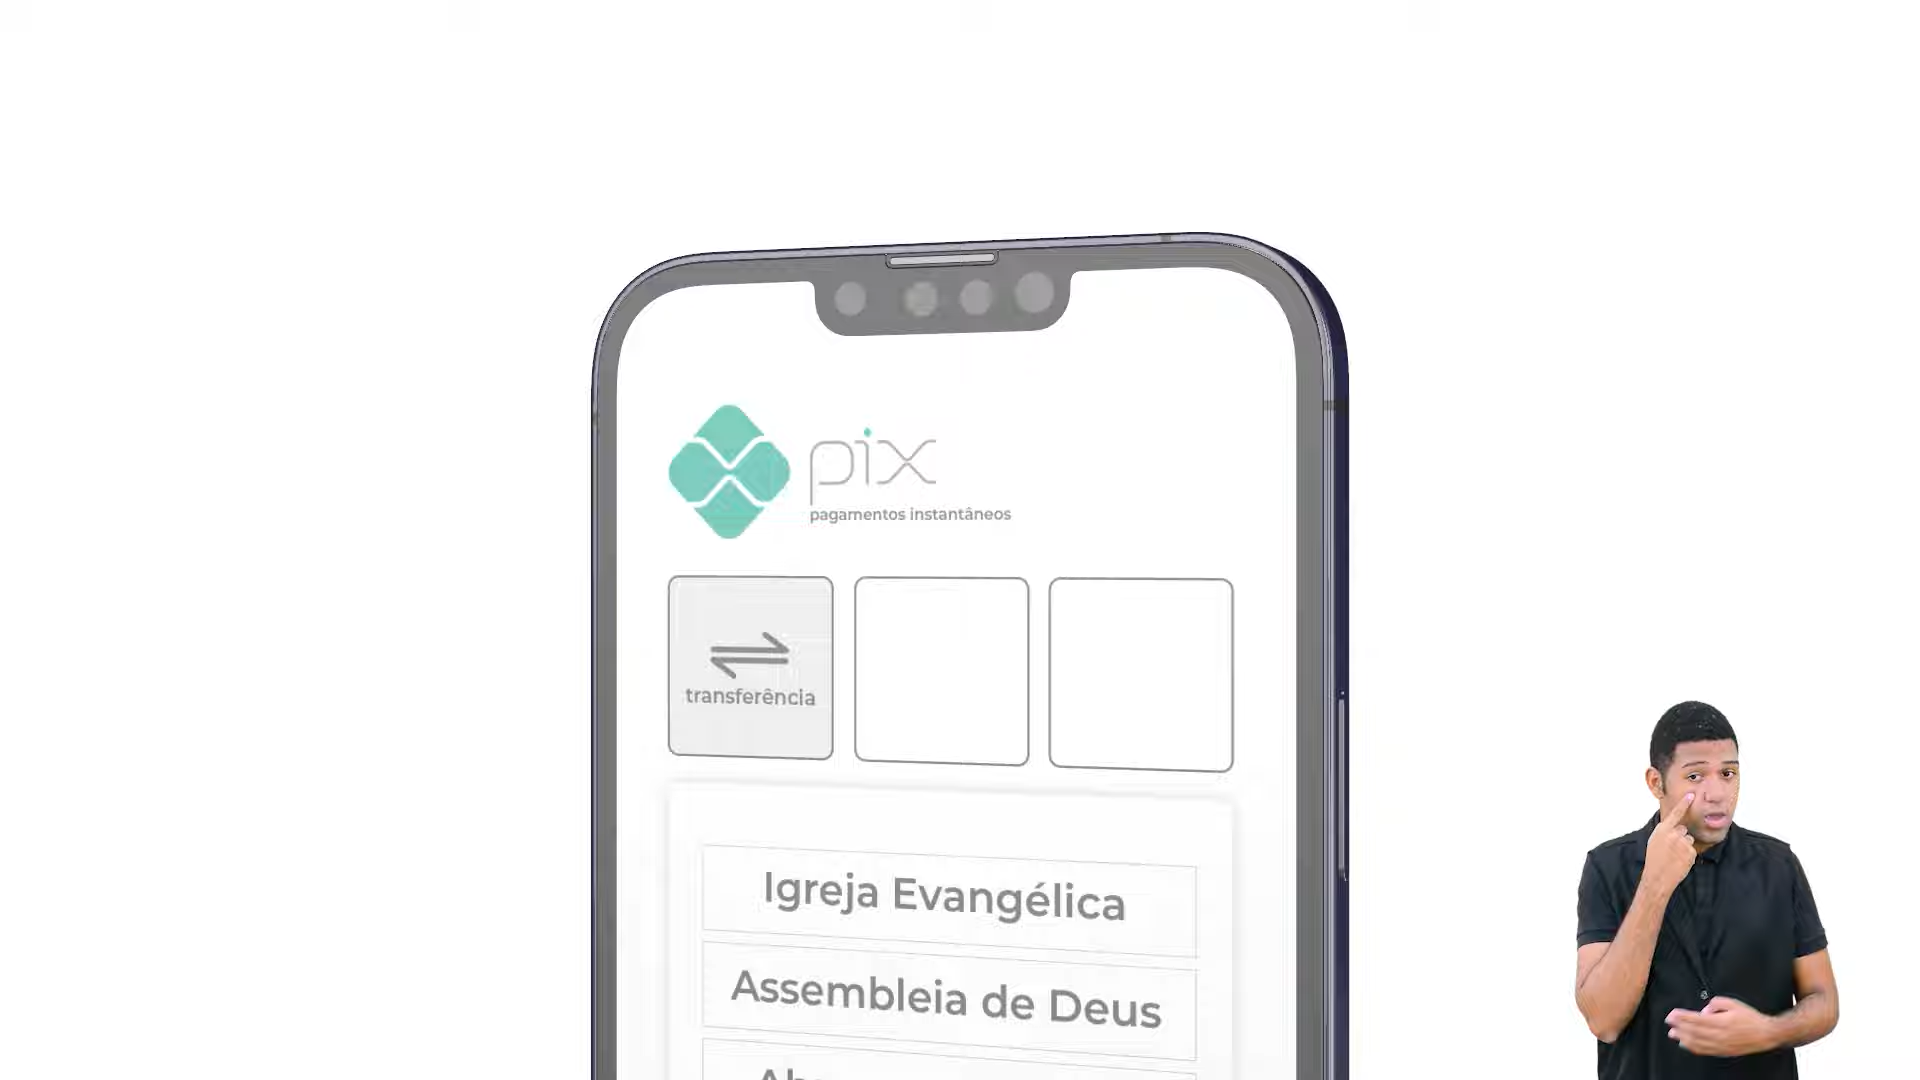 pix
pagamentos instantâneos
transferência
Igreja Evangélica
Assembleia de Deus